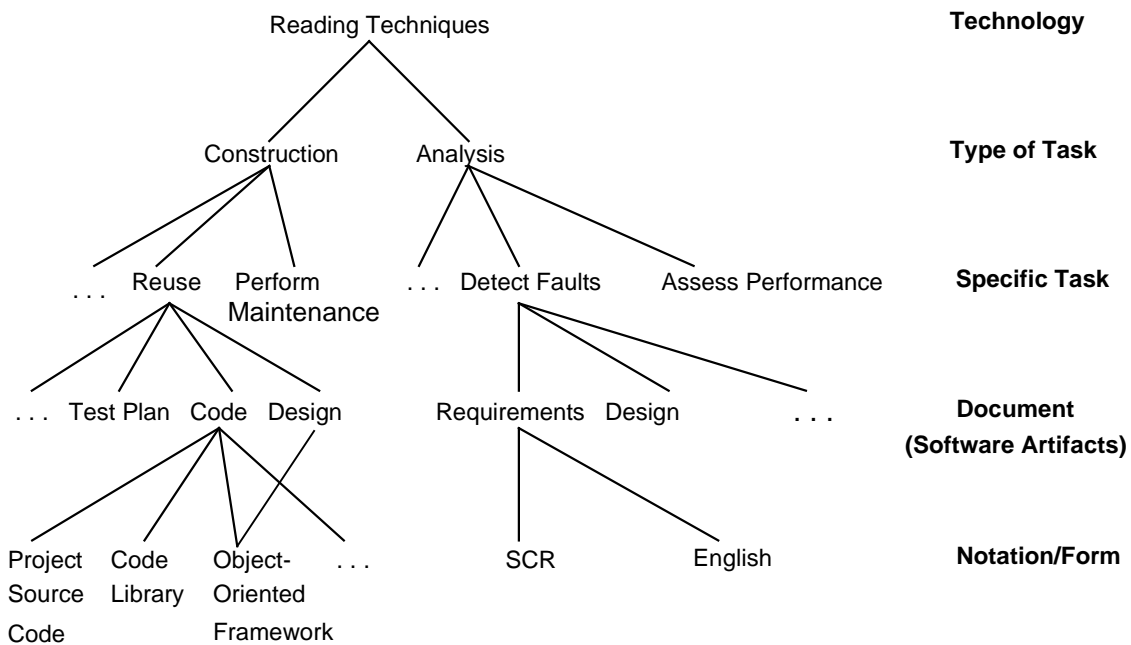 Reading Techniques Technology
Construction Analysis Type of Task
. . . Reuse Perform Maintenance . . . Detect Faults Assess Performance Specific Task
. . . Test Plan Code Design Requirements Design . . . Document
(Software Artifacts)
Project Code Object- . . . SCR English Notation/Form
Source Library Oriented
Code Framework